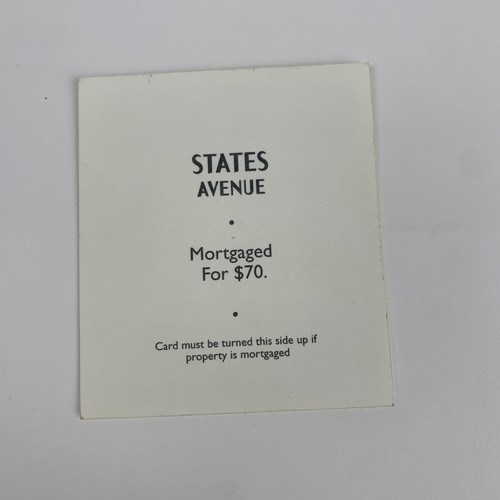 STATES
AVENUE
•
Mortgaged
For $70.
•
Card must be turned this side up if
property is mortgaged